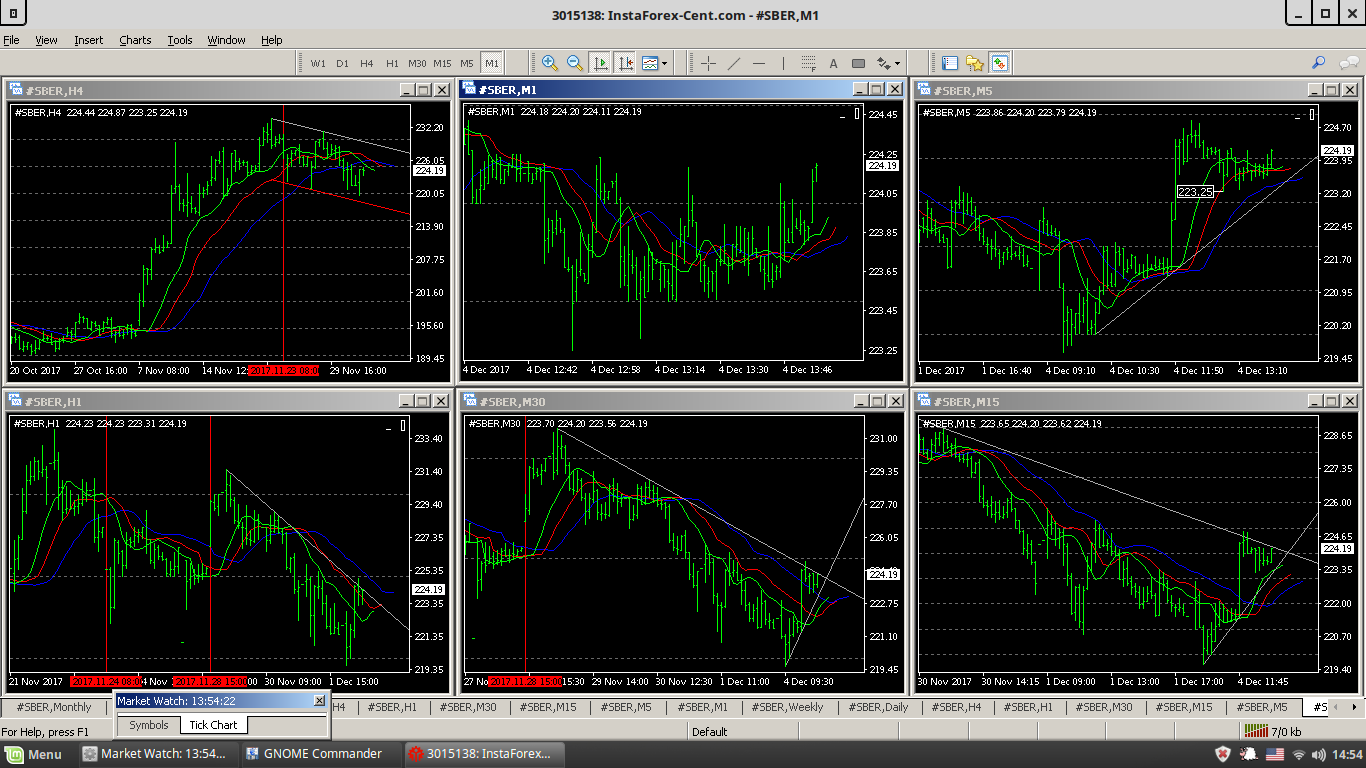 3015138: InstaForex-Cent.com - #SBER,M1
File View Insert Charts Tools Window Help
W1 D1 H4 H1 M30 M15 M5 M1
#SBER,H4
#SBER,H4 224.44 224.87 223.25 224.19
232.20
226.05
224.19
220.05
213.90
207.75
201.60
195.60
189.45
20 Oct 2017 27 Oct 16:00 7 Nov 08:00 14 Nov 12: 2017.11.23 08:00 29 Nov 16:00
#SBER,M1
#SBER,M1 224.18 224.20 224.11 224.19
224.45
224.25
224.19
224.05
223.85
223.65
223.45
223.25
4 Dec 2017 4 Dec 12:42 4 Dec 12:58 4 Dec 13:14 4 Dec 13:30 4 Dec 13:46
#SBER,M5
#SBER,M5 223.86 224.20 223.79 224.19
224.70
224.19
223.95
223.25
223.20
222.45
221.70
220.95
220.20
219.45
1 Dec 2017 1 Dec 16:40 4 Dec 09:10 4 Dec 10:30 4 Dec 11:50 4 Dec 13:10
#SBER,H1
#SBER,H1 224.23 224.23 223.31 224.19
233.40
231.40
229.40
227.35
225.35
224.19
223.35
221.35
219.35
21 Nov 2017 2017.11.24 08:00 4 Nov 2017.11.28 15:00 :00 30 Nov 09:00 1 Dec 15:00
#SBER,M30
#SBER,M30 223.70 224.20 223.56 224.19
231.00
229.35
227.70
226.05
224.19
222.75
221.10
219.45
27 No 2017.11.28 15:00 15:30 29 Nov 14:00 30 Nov 12:30 1 Dec 11:00 4 Dec 09:30
#SBER,M15
#SBER,M15 223.65 224.20 223.62 224.19
228.65
227.35
226.00
224.65
224.19
223.35
222.00
220.70
219.40
30 Nov 2017 30 Nov 14:15 1 Dec 09:00 1 Dec 13:00 1 Dec 17:00 4 Dec 11:45
#SBER,Monthly H4 #SBER,H1 #SBER,M30 #SBER,M15 #SBER,M5 #SBER,M1 #SBER,Weekly #SBER,Daily #SBER,H4 #SBER,H1 #SBER,M30 #SBER,M15 #SBER,M5 #S
Market Watch: 13:54:22
Symbols Tick Chart
For Help, press F1 Default 7/0 kb
Menu Market Watch: 13:54... GNOME Commander 3015138: InstaForex... 14:54